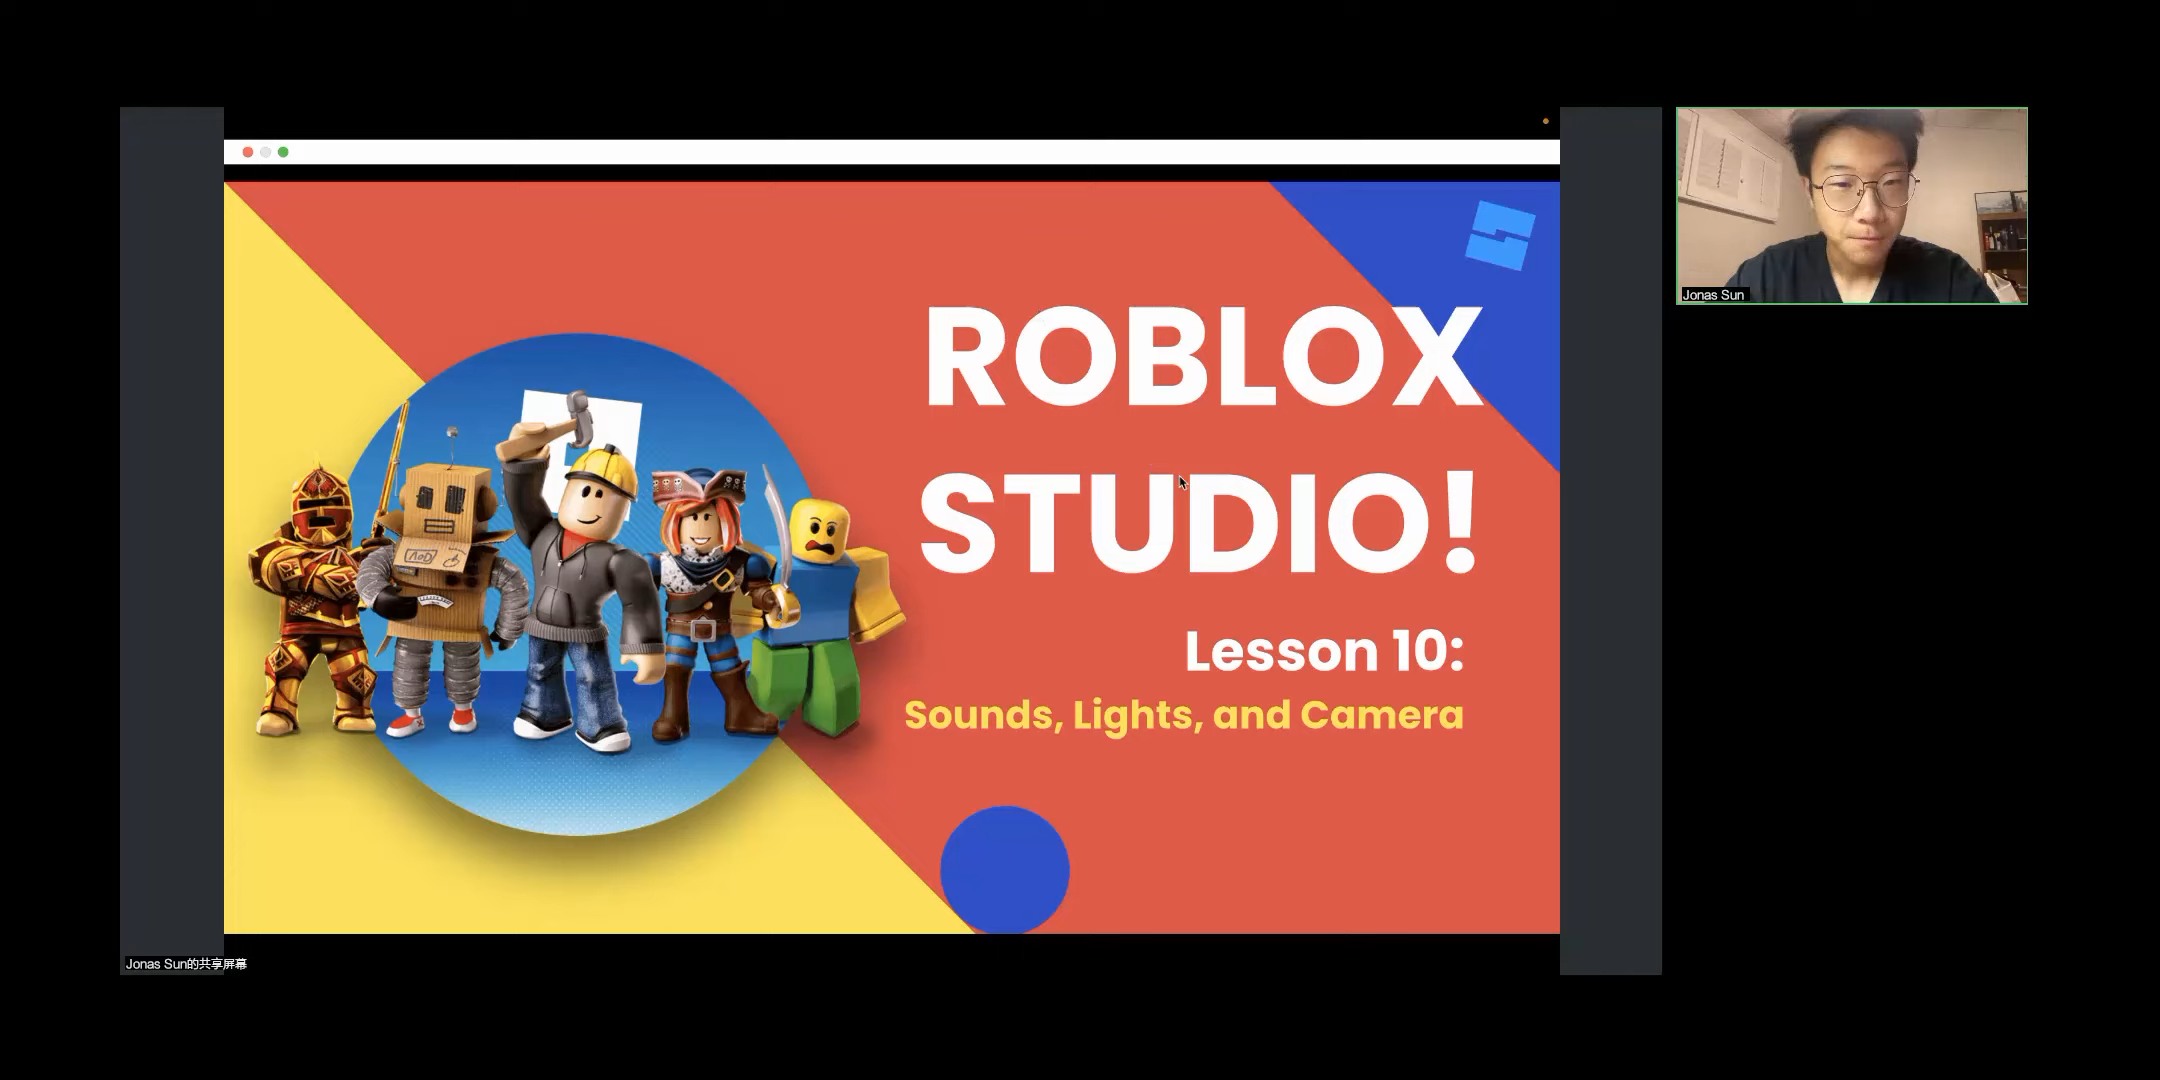 ROBLOX
STUDIO!
Lesson 10:
Sounds, Lights, and Camera
Jonas Sun
Jonas Sun的共享屏幕